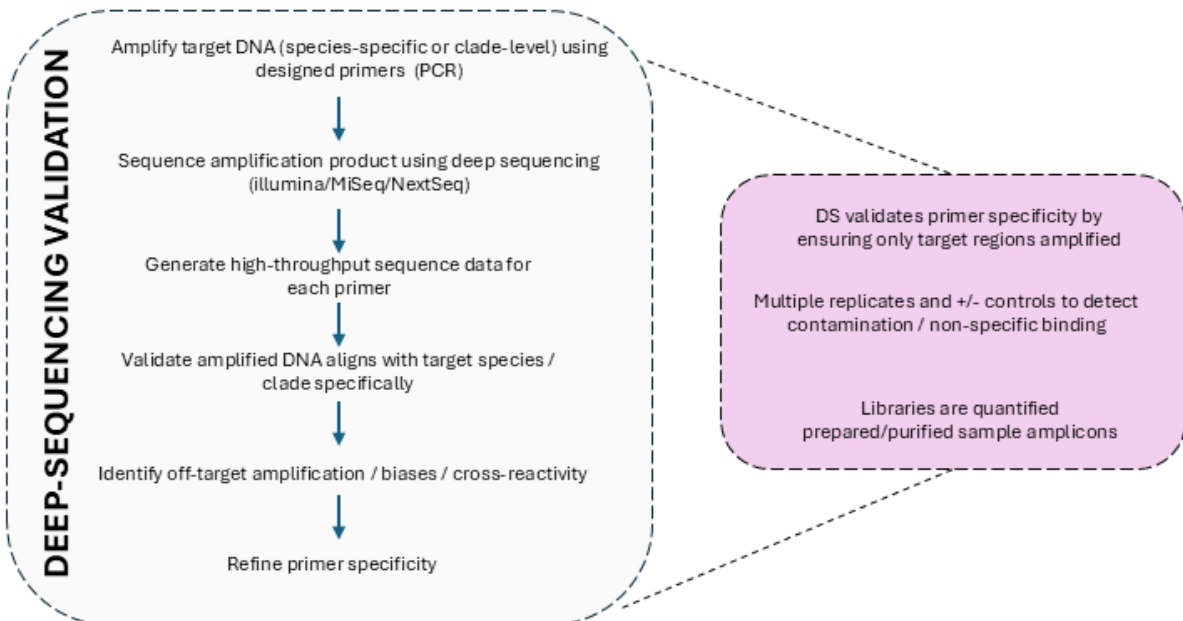 DEEP-SEQUENCING VALIDATION
Amplify target DNA (species-specific or clade-level) using
designed primers (PCR)
Sequence amplification product using deep sequencing
(illumina/MiSeq/NextSeq)
Generate high-throughput sequence data for
each primer
Validate amplified DNA aligns with target species /
clade specifically
Identify off-target amplification / biases / cross-reactivity
Refine primer specificity
DS validates primer specificity by
ensuring only target regions amplified
Multiple replicates and +/- controls to detect
contamination / non-specific binding
Libraries are quantified
prepared/purified sample amplicons